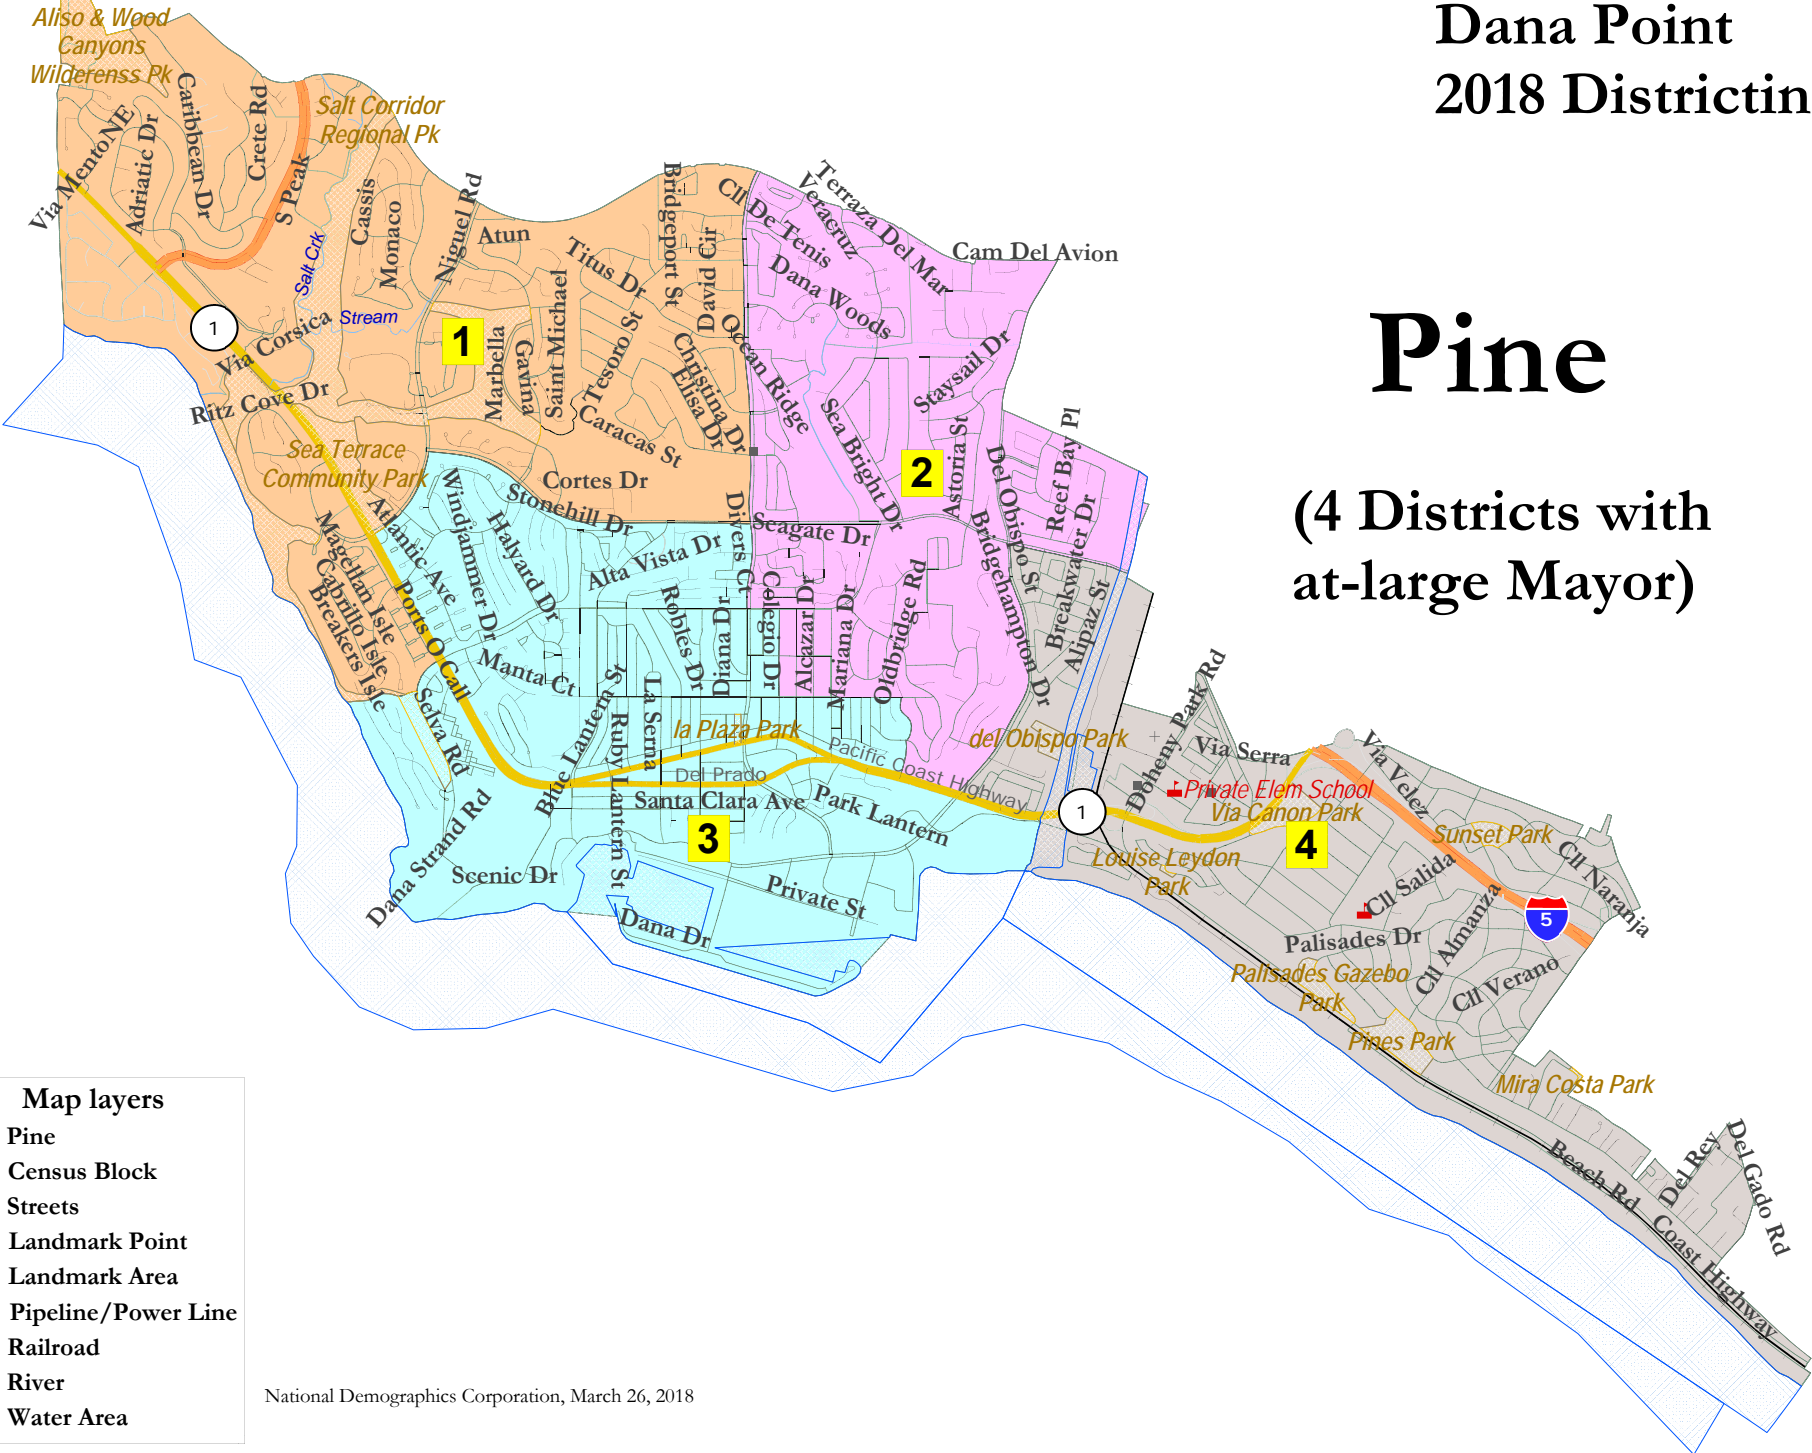 Dana Point
2018 Districtin
Pine
(4 Districts with
at-large Mayor)
Aliso & Wood
Canyons
Wilderenss Pk
Salt Corridor
Regional Pk
Via MentoNE
Adriatic Dr
Caribbean Dr
Crete Rd
S Peak
Salt Crk
Stream
Cassis
Monaco
Niguel Rd
Atun
Titus Dr
Bridgeport St
David Cir
Cll De Tenis
Veracruz
Terraza Del Mar
Cam Del Avion
Dana Woods
1
Via Corsica
Ritz Cove Dr
1
Marbella
Gavina
Saint Michael
Tesoro St
Christina Dr
Elsa Dr
Ocean Ridge
Caracas St
Cortes Dr
Staysail Dr
Sea Bright Dr
2
Astoria St
Del Obispo St
Reef Bay Pl
Sea Terrace
Community Park
Atlantic Ave
Windjammer Dr
Halyard Dr
Stonehill Dr
Divers Ct
Seagate Dr
Bridgehampton Dr
Breakwater Dr
Alipaz St
Magellan Isle
Cabrillo Isle
Breakers Isle
Ports O Call
Alta Vista Dr
Robles Dr
Diana Dr
Colegio Dr
Alcazar Dr
Mariana Dr
Oldbridge Rd
Manta Ct
Selva Rd
Blue Lantern St
Ruby Lantern St
La Serna
la Plaza Park
Del Prado
Pacific Coast Highway
del Obispo Park
Santa Clara Ave
Park Lantern
3
Dana Strand Rd
Scenic Dr
Private St
Dana Dr
1
Doheny Park Rd
Via Serra
Via Velez
Private Elem School
Via Canon Park
4
Sunset Park
Louise Leydon
Park
Cll Salida
Cll Naranja
5
Palisades Dr
Cll Almanza
Cll Verano
Palisades Gazebo
Park
Pines Park
Mira Costa Park
Beach Rd
Del Rey
Del Gado Rd
Coast Highway
Map layers
Pine
Census Block
Streets
Landmark Point
Landmark Area
Pipeline/Power Line
Railroad
River
Water Area
National Demographics Corporation, March 26, 2018